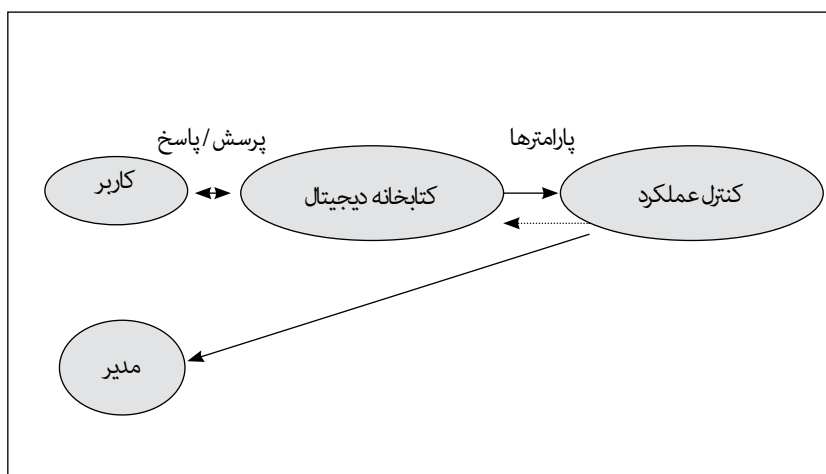 پرسش / پاسخ
پارامترها
کاربر
کتابخانه دیجیتال
کنترل عملکرد
مدیر